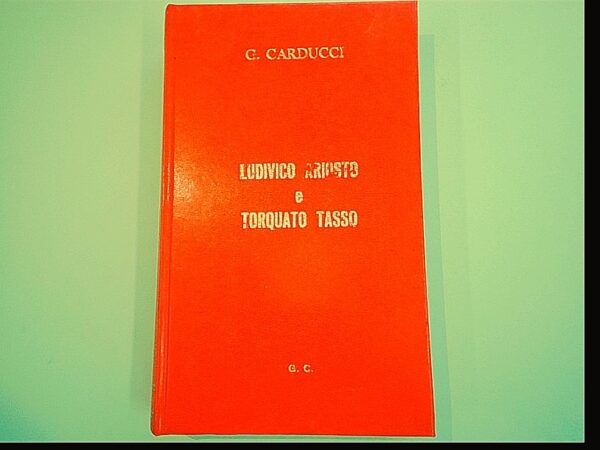 G. CARDUCCI
LUDIVICO ARIOSTO
e
TORQUATO TASSO
G. C.